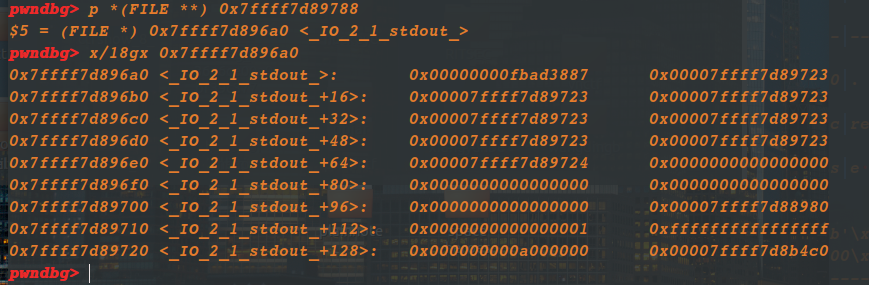 pwndbg> p *(FILE **) 0x7ffff7d89788
$5 = (FILE *) 0x7ffff7d896a0 <_IO_2_1_stdout_>
pwndbg> x/18gx 0x7ffff7d896a0
0x7ffff7d896a0 <_IO_2_1_stdout_>: 0x00000000fbad3887 0x00007ffff7d89723
0x7ffff7d896b0 <_IO_2_1_stdout_+16>: 0x00007ffff7d89723 0x00007ffff7d89723
0x7ffff7d896c0 <_IO_2_1_stdout_+32>: 0x00007ffff7d89723 0x00007ffff7d89723
0x7ffff7d896d0 <_IO_2_1_stdout_+48>: 0x00007ffff7d89723 0x00007ffff7d89723
0x7ffff7d896e0 <_IO_2_1_stdout_+64>: 0x00007ffff7d89724 0x0000000000000000
0x7ffff7d896f0 <_IO_2_1_stdout_+80>: 0x0000000000000000 0x0000000000000000
0x7ffff7d89700 <_IO_2_1_stdout_+96>: 0x0000000000000000 0x00007ffff7d88980
0x7ffff7d89710 <_IO_2_1_stdout_+112>: 0x0000000000000001 0xffffffffffffffff
0x7ffff7d89720 <_IO_2_1_stdout_+128>: 0x000000000a000000 0x00007ffff7d8b4c0
pwndbg>